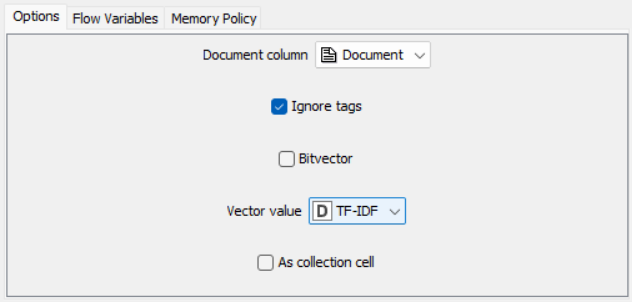 Options Flow Variables Memory Policy
Document column Document
Ignore tags
Bitvector
Vector value D TF-IDF
As collection cell